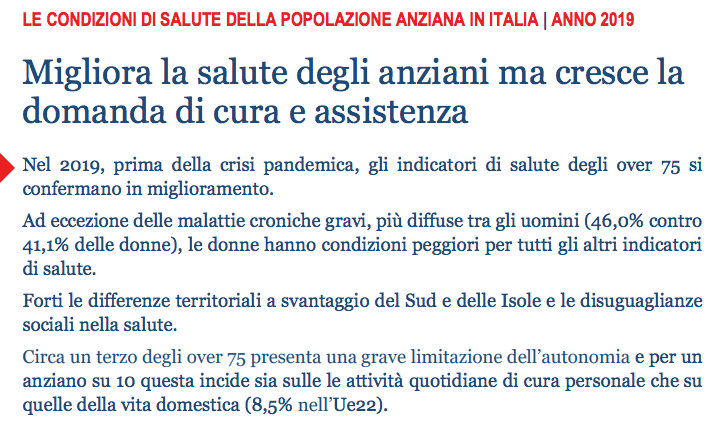 LE CONDIZIONI DI SALUTE DELLA POPOLAZIONE ANZIANA IN ITALIA | ANNO 2019
Migliora la salute degli anziani ma cresce la
domanda di cura e assistenza
Nel 2019, prima della crisi pandemica, gli indicatori di salute degli over 75 si
confermano in miglioramento.
Ad eccezione delle malattie croniche gravi, più diffuse tra gli uomini (46,0% contro
41,1% delle donne), le donne hanno condizioni peggiori per tutti gli altri indicatori
di salute.
Forti le differenze territoriali a svantaggio del Sud e delle Isole e le disuguaglianze
sociali nella salute.
Circa un terzo degli over 75 presenta una grave limitazione dell'autonomia e per un
anziano su 10 questa incide sia sulle le attività quotidiane di cura personale che su
quelle della vita domestica (8,5% nell'Ue22).